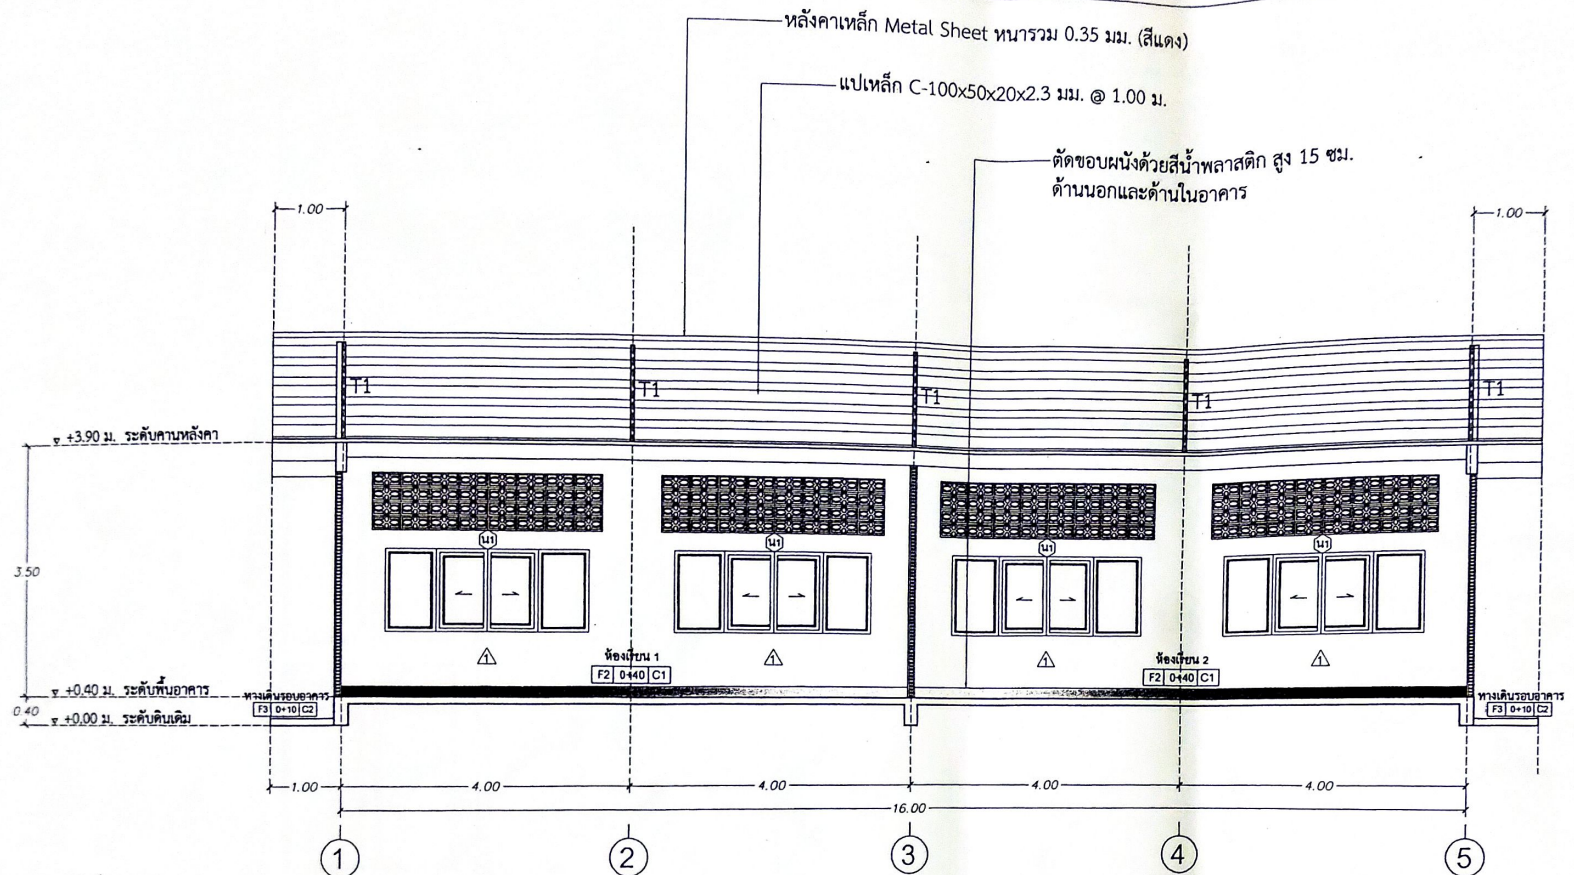 หลังคาเหล็ก Metal Sheet หนารวม 0.35 มม. (สีแดง)
แปเหล็ก C-100x50x20x2.3 มม. @ 1.00 ม.
ตัดขอบผนังด้วยสีน้ำพลาสติก สูง 15 ซม.
ด้านนอกและด้านในอาคาร
1.00
1.00
T1
T1
T1
T1
T1
+3.90 ม. ระดับคานหลังคา
น1
น1
น1
น1
3.50
1
1
1
1
ห้องเรียน 1
F2 0+40 C1
ห้องเรียน 2
F2 0+40 C1
+0.40 ม. ระดับพื้นอาคาร
ทางเดินรอบอาคาร
F3 0+10 C2
ทางเดินรอบอาคาร
F3 0+10 C2
0.40
+0.00 ม. ระดับดินเดิม
1.00
4.00
4.00
4.00
4.00
16.00
1
2
3
4
5